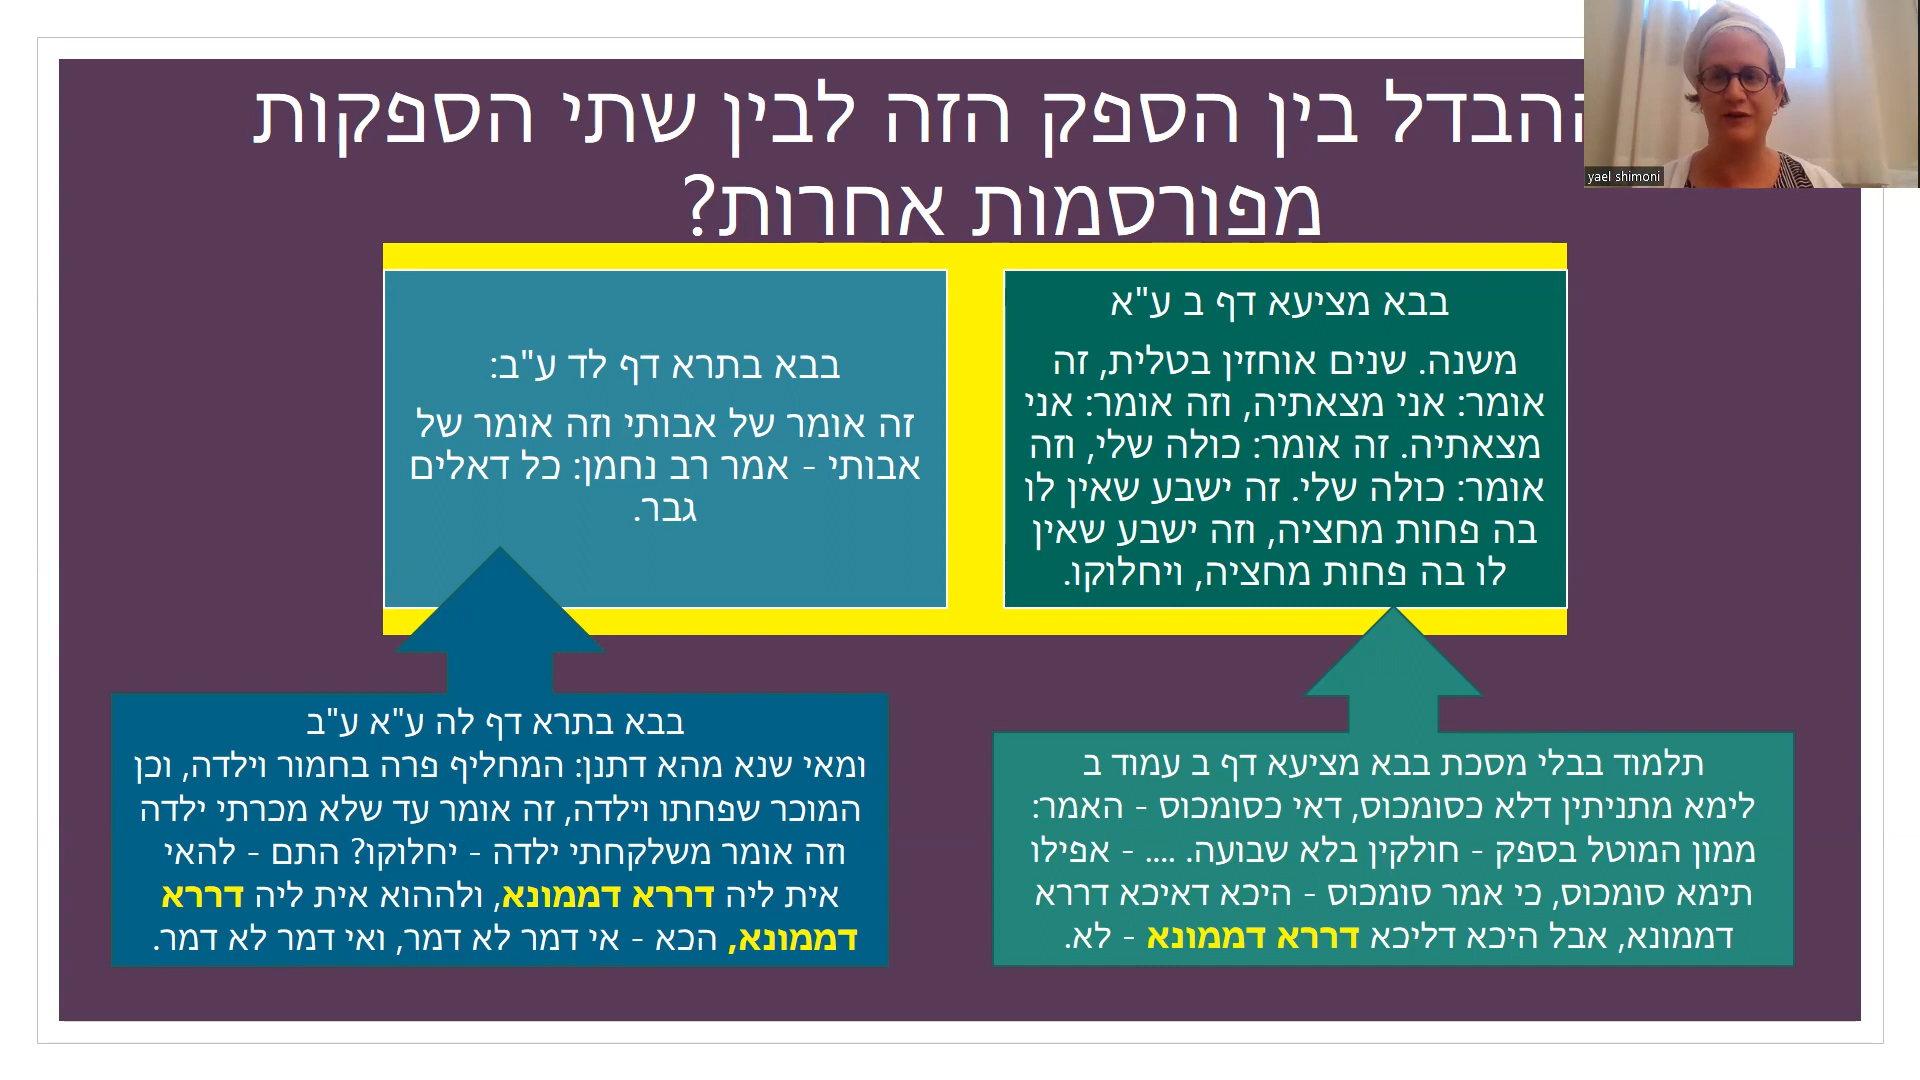 ההבדל בין הספק הזה לבין שתי הספקות
מפורסמות אחרות?
yael shimoni
בבא מציעא דף ב ע"א
משנה. שנים אוחזין בטלית, זה
אומר: אני מצאתיה, וזה אומר: אני
מצאתיה. זה אומר: כולה שלי, וזה
אומר: כולה שלי. זה ישבע שאין לו
בה פחות מחציה, וזה ישבע שאין
לו בה פחות מחציה, ויחלוקו.
בבא בתרא דף לד ע"ב:
זה אומר של אבותי וזה אומר של
אבותי - אמר רב נחמן: כל דאלים
גבר.
תלמוד בבלי מסכת בבא מציעא דף ב עמוד ב
לימא מתניתין דלא כסומכוס, דאי כסומכוס - האמר:
ממון המוטל בספק - חולקין בלא שבועה. .... - אפילו
תימא סומכוס, כי אמר סומכוס - היכא דאיכא דררא
דממונא, אבל היכא דליכא דררא דממונא - לא.
בבא בתרא דף לה ע"א ע"ב
ומאי שנא מהא דתנן: המחליף פרה בחמור וילדה, וכן
המוכר שפחתו וילדה, זה אומר עד שלא מכרתי ילדה
וזה אומר משלקחתי ילדה - יחלוקו? התם - להאי
אית ליה דררא דממונא, ולההוא אית ליה דררא
דממונא, הכא - אי דמר לא דמר, ואי דמר לא דמר.